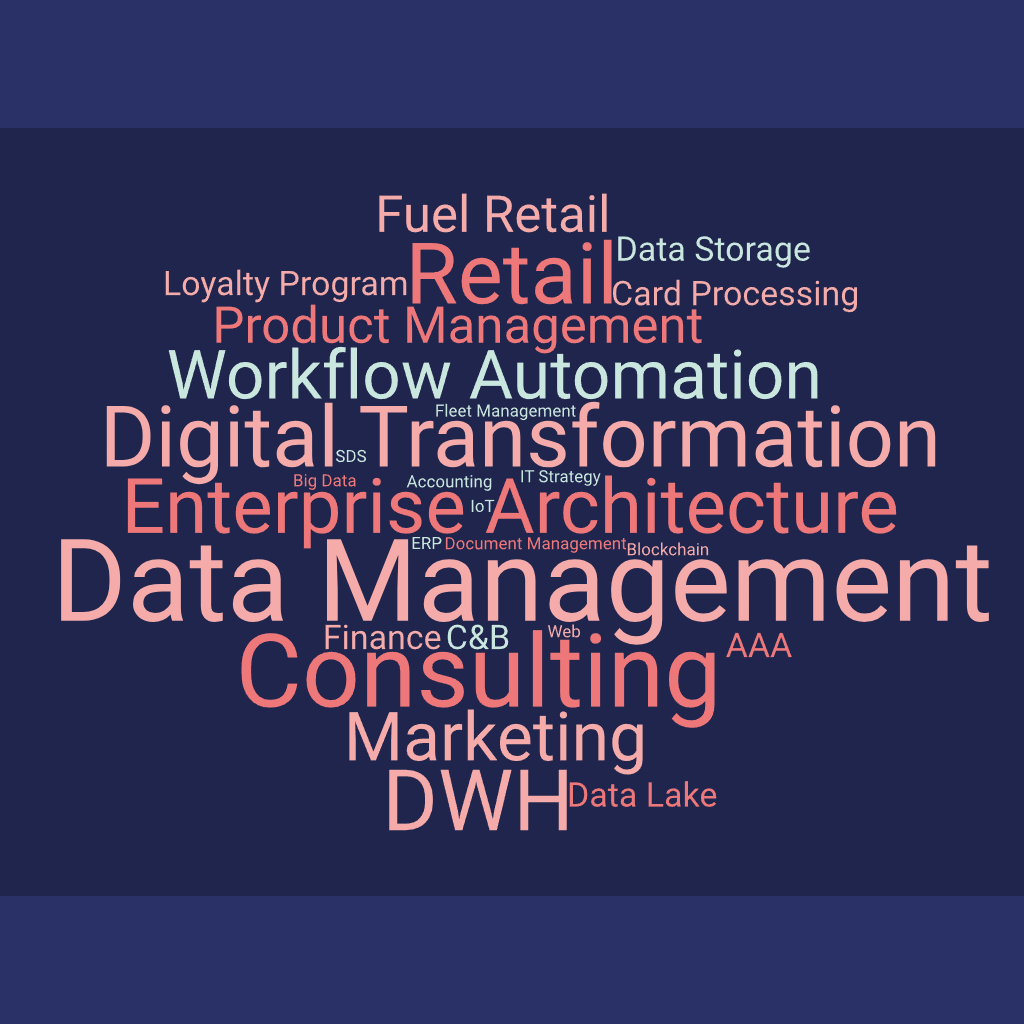 Fuel Retail
Retail
Data Storage
Loyalty Program
Card Processing
Product Management
Workflow Automation
Fleet Management
Digital Transformation
SDS
Big Data
Accounting
IT Strategy
Enterprise Architecture
IoT
ERP
Document Management
Blockchain
Data Management
Finance
C&B
Web
AAA
Consulting
Marketing
DWH
Data Lake